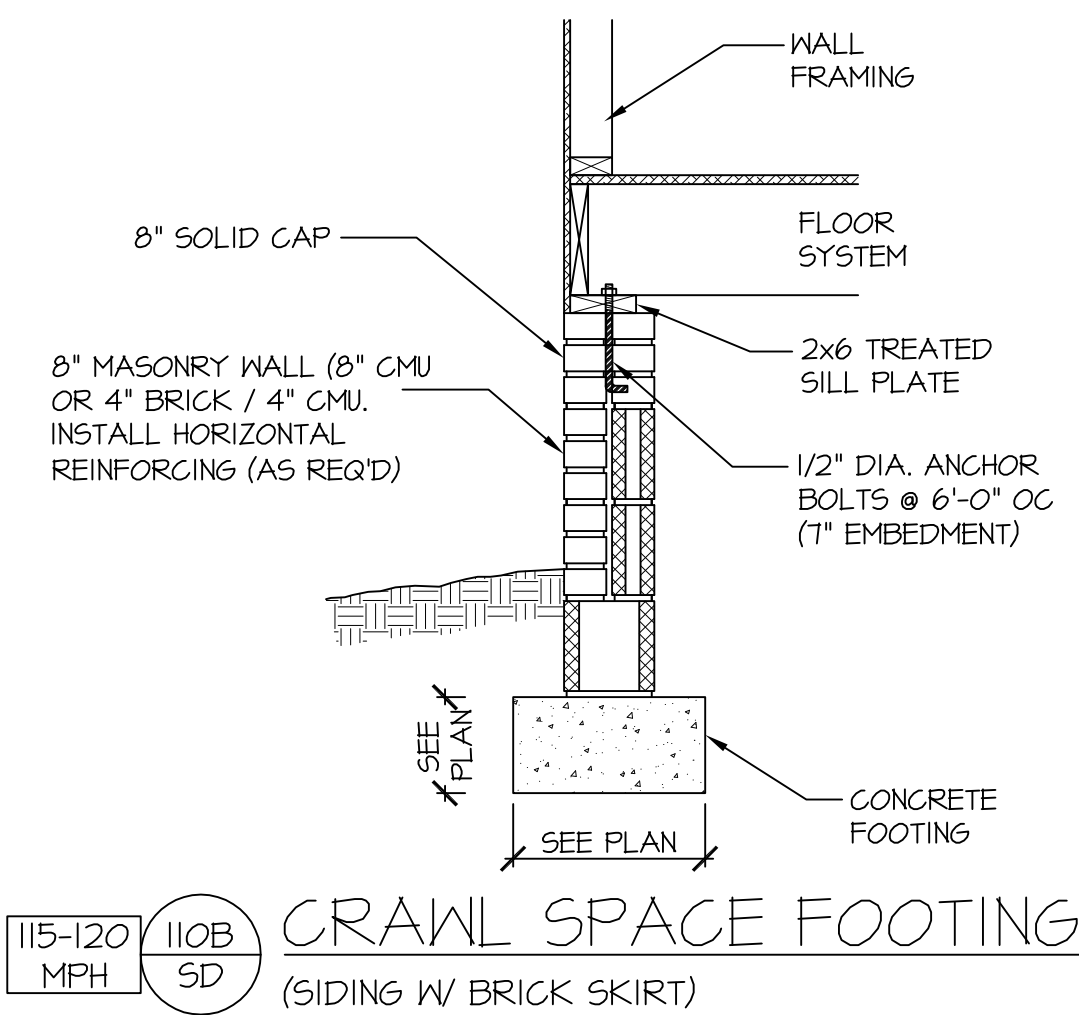 WALL
FRAMING
FLOOR
SYSTEM
8" SOLID CAP
2x6 TREATED
SILL PLATE
8" MASONRY WALL (8" CMU
OR 4" BRICK / 4" CMU.
INSTALL HORIZONTAL
REINFORCING (AS REQ'D)
1/2" DIA. ANCHOR
BOLTS @ 6'-0" OC
(7" EMBEDMENT)
SEE
PLAN
CONCRETE
FOOTING
SEE PLAN
115-120
MPH
110B
SD
CRAWL SPACE FOOTING
(SIDING W/ BRICK SKIRT)